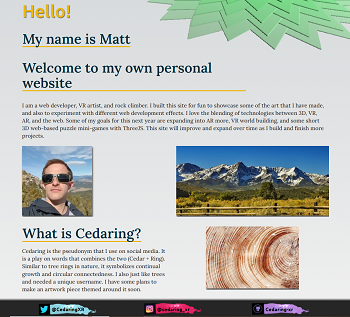 Hello!
My name is Matt
Welcome to my own personal
website
I am a web developer, VR artist, and rock climber. I built this site for fun to showcase some of the art that I have made,
and also to experiment with different web development effects. I love the blending of technologies between 3D, VR,
AR, and the web. Some of my goals for this next year are expanding into AR more, VR world building, and some short
3D web-based puzzle mini-games with ThreeJS. This site will improve and expand over time as I build and finish more
projects.
What is Cedaring?
Cedaring is the pseudonym that I use on social media. It
is a play on words that combines the two (Cedar + Ring).
Similar to tree rings in nature, it symbolizes continual
growth and circular connectedness. I also just like trees
and needed a unique username. I have some plans to
make an artwork piece themed around it soon.
@CedaringXR
@cedaring_xr
Cedaringxr